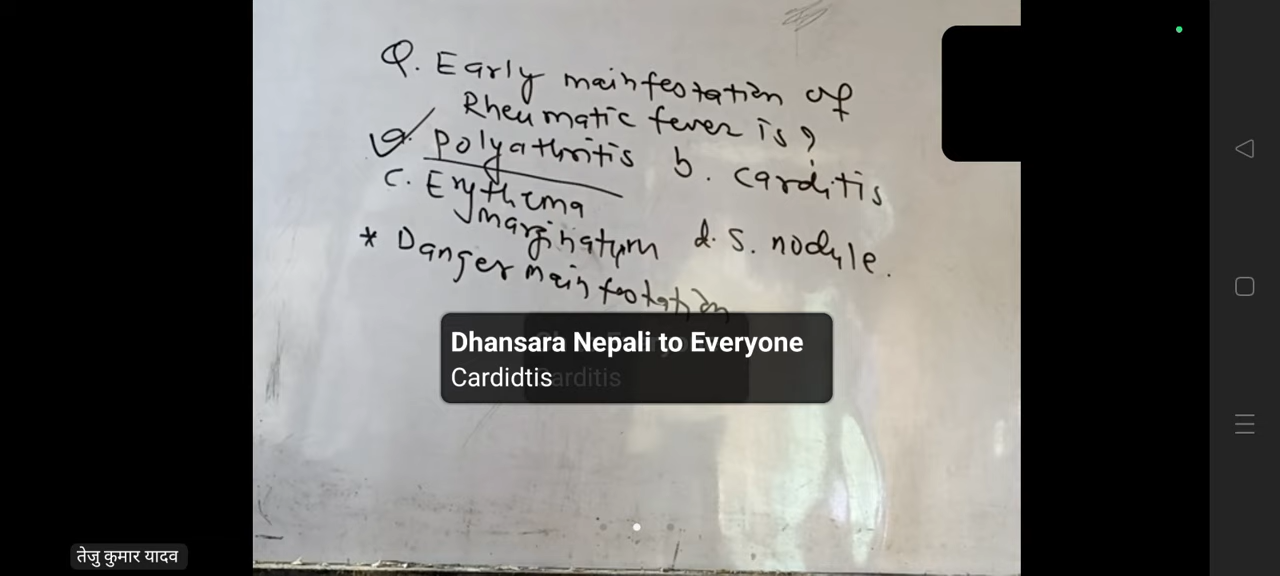 Q. Early mainfestation of
Rheumatic fever is?
a. polyathritis b. carditis
c. Erythema
marginatum d. S. nodule.
* Danger mainfestation
Dhansara Nepali to Everyone
Cardidtis
तेजु कुमार यादव